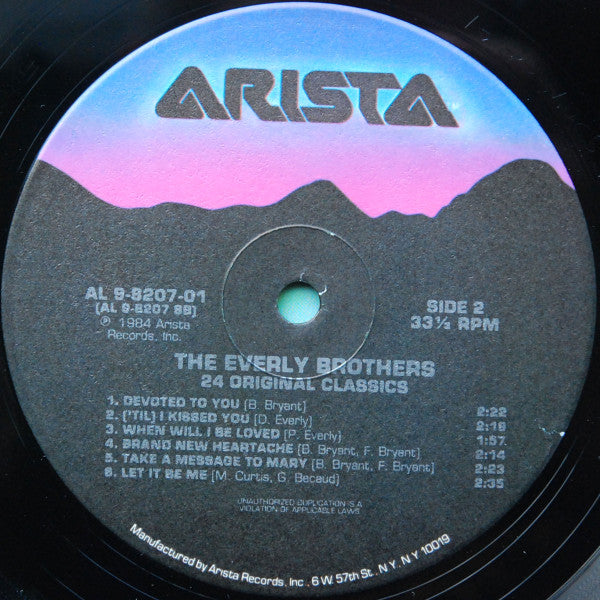 ARISTA
AL 9-8207-01
(AL 9-8207 SB)
℗ 1984 Arista
Records, Inc.
SIDE 2
33⅓ RPM
THE EVERLY BROTHERS
24 ORIGINAL CLASSICS
1. DEVOTED TO YOU (B. Bryant) 2:22
2. ('TIL) I KISSED YOU (D. Everly) 2:18
3. WHEN WILL I BE LOVED (P. Everly) 1:57
4. BRAND NEW HEARTACHE (B. Bryant, F. Bryant) 2:14
5. TAKE A MESSAGE TO MARY (B. Bryant, F. Bryant) 2:23
6. LET IT BE ME (M. Curtis, G. Becaud) 2:35
UNAUTHORIZED DUPLICATION IS A
VIOLATION OF APPLICABLE LAWS
Manufactured by Arista Records, Inc. 6 W. 57th St., N.Y., N.Y. 10019